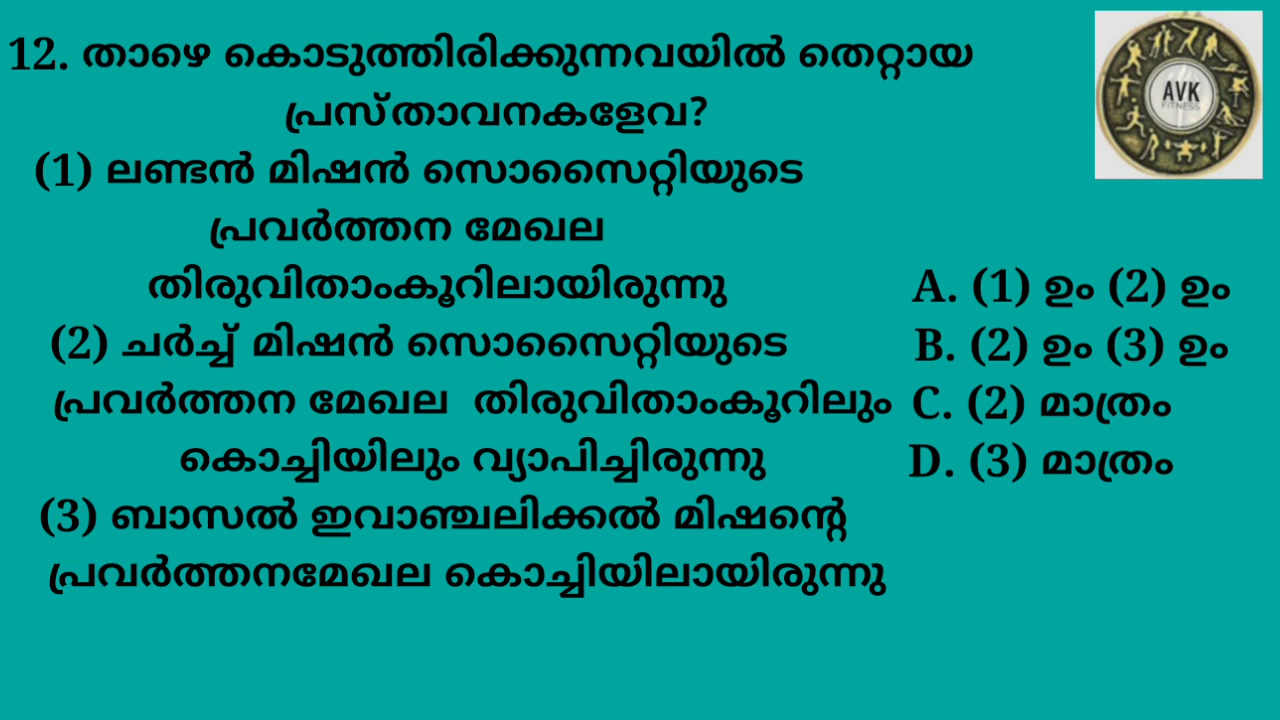 12. താഴെ കൊടുത്തിരിക്കുന്നവയിൽ തെറ്റായ
പ്രസ്താവനകളേവ?
(1) ലണ്ടൻ മിഷൻ സൊസൈറ്റിയുടെ
പ്രവർത്തന മേഖല
തിരുവിതാംകൂറിലായിരുന്നു
(2) ചർച്ച് മിഷൻ സൊസൈറ്റിയുടെ
പ്രവർത്തന മേഖല തിരുവിതാംകൂറിലും
കൊച്ചിയിലും വ്യാപിച്ചിരുന്നു
(3) ബാസൽ ഇവാഞ്ചലിക്കൽ മിഷന്റെ
പ്രവർത്തനമേഖല കൊച്ചിയിലായിരുന്നു
A. (1) ഉം (2) ഉം
B. (2) ഉം (3) ഉം
C. (2) മാത്രം
D. (3) മാത്രം
AVK
FITNESS